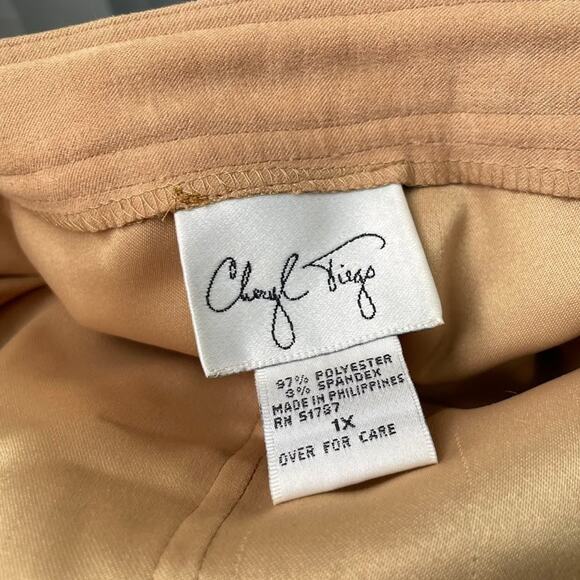 Cheryl Tiegs
97% POLYESTER
3% SPANDEX
MADE IN PHILIPPINES
RN 51787
1X
OVER FOR CARE